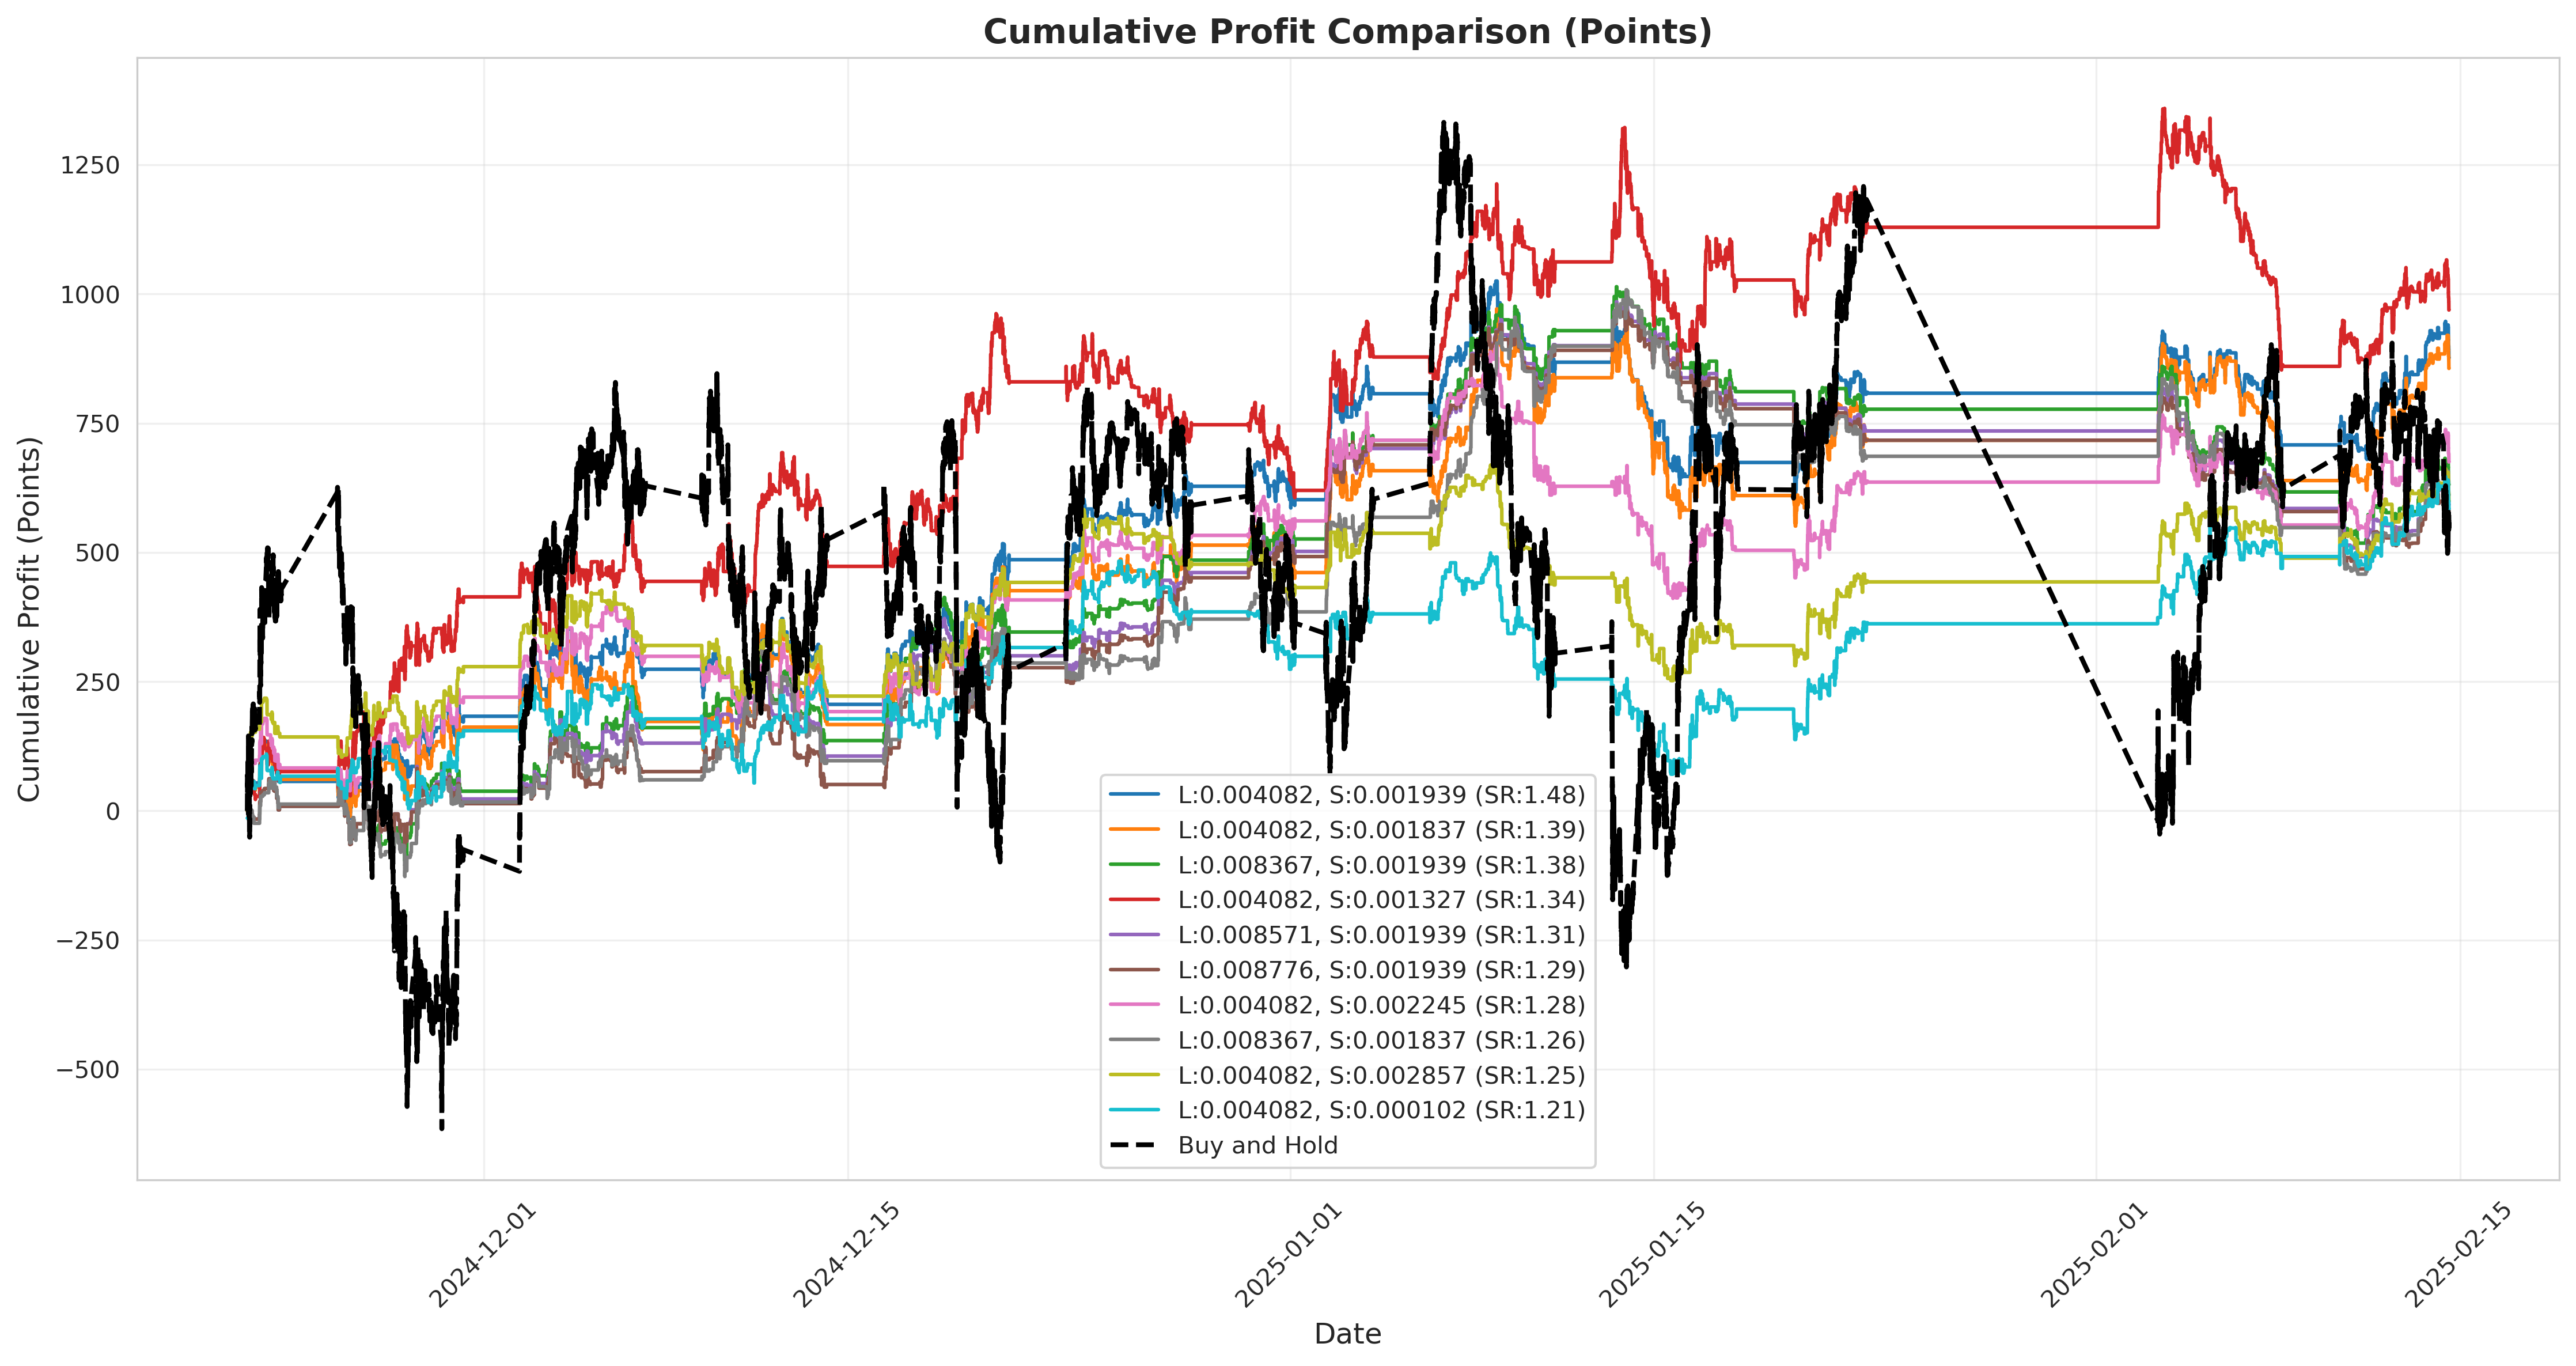 Cumulative Profit Comparison (Points)
Cumulative Profit (Points)
1250
1000
750
500
250
0
−250
−500
L:0.004082, S:0.001939 (SR:1.48)
L:0.004082, S:0.001837 (SR:1.39)
L:0.008367, S:0.001939 (SR:1.38)
L:0.004082, S:0.001327 (SR:1.34)
L:0.008571, S:0.001939 (SR:1.31)
L:0.008776, S:0.001939 (SR:1.29)
L:0.004082, S:0.002245 (SR:1.28)
L:0.008367, S:0.001837 (SR:1.26)
L:0.004082, S:0.002857 (SR:1.25)
L:0.004082, S:0.000102 (SR:1.21)
Buy and Hold
2024-12-01
2024-12-15
2025-01-01
2025-01-15
2025-02-01
2025-02-15
Date